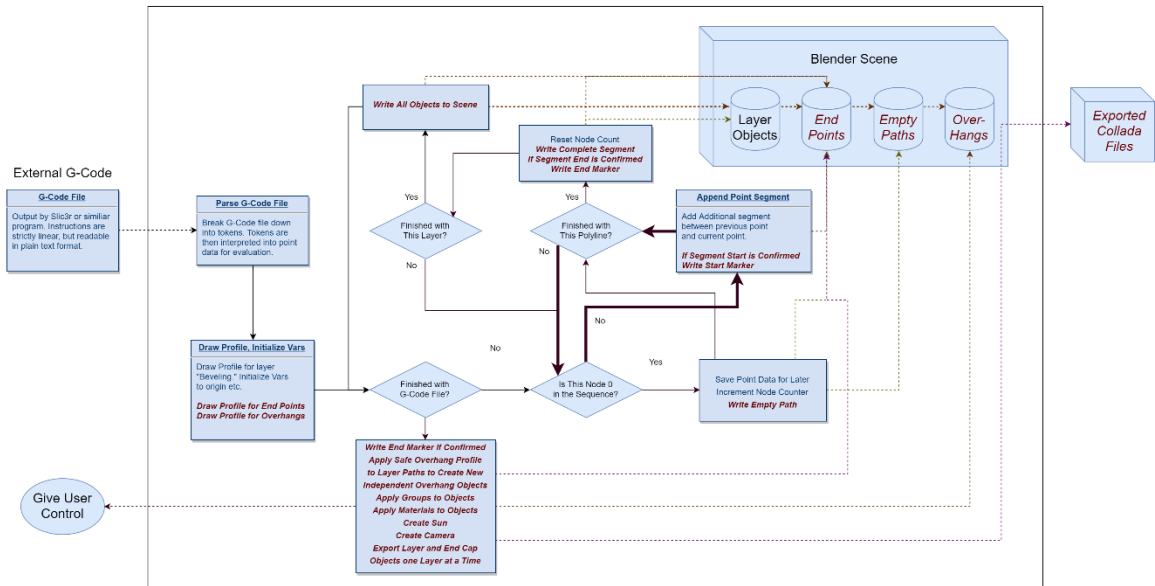 Blender Scene
Layer
Objects
End
Points
Empty
Paths
Over-
Hangs
Exported
Collada
Files
Write All Objects to Scene
Reset Node Count
Write Complete Segment
If Segment End is Confirmed
Write End Marker
External G-Code
G-Code File
Output by Slic3r or similiar
program. Instructions are
strictly linear, but readable
in plain text format.
Parse G-Code File
Break G-Code file down
into tokens. Tokens are
then interpreted into point
data for evaluation.
Yes
Finished with
This Layer?
No
Yes
Finished with
This Polyline?
No
Append Point Segment
Add Additional segment
between previous point
and current point.
If Segment Start is Confirmed
Write Start Marker
Draw Profile, Initialize Vars
Draw Profile for layer
"Beveling." Initialize Vars
to origin etc.
Draw Profile for End Points
Draw Profile for Overhangs
No
Finished with
G-Code File?
No
Is This Node 0
in the Sequence?
Yes
Save Point Data for Later
Increment Node Counter
Write Empty Path
Write End Marker If Confirmed
Apply Safe Overhang Profile
to Layer Paths to Create New
Independent Overhang Objects
Apply Groups to Objects
Apply Materials to Objects
Create Sun
Create Camera
Export Layer and End Cap
Objects one Layer at a Time
Give User
Control